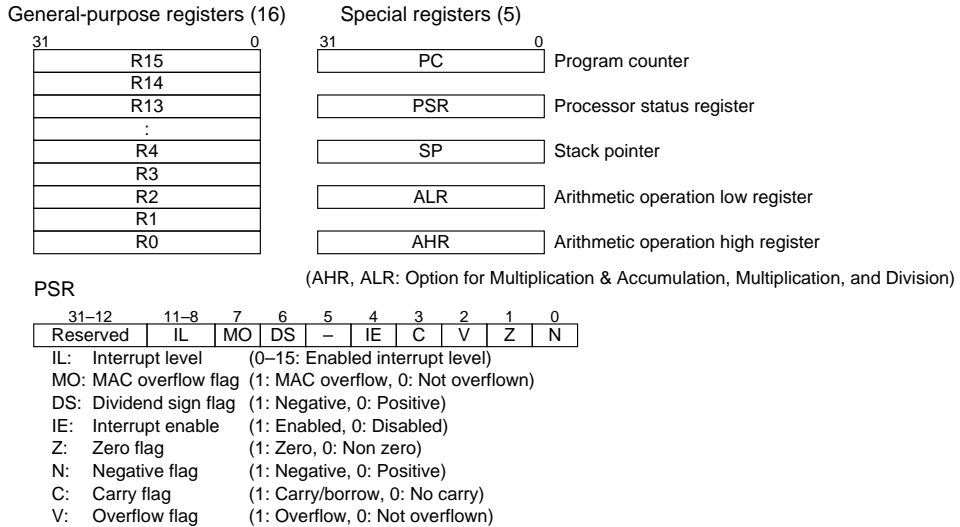 General-purpose registers (16)
Special registers (5)
31 0
R15
R14
R13
:
R4
R3
R2
R1
R0
31 0
PC Program counter
PSR Processor status register
SP Stack pointer
ALR Arithmetic operation low register
AHR Arithmetic operation high register
(AHR, ALR: Option for Multiplication & Accumulation, Multiplication, and Division)
PSR
31–12 11–8 7 6 5 4 3 2 1 0
Reserved IL MO DS – IE C V Z N
IL: Interrupt level (0–15: Enabled interrupt level)
MO: MAC overflow flag (1: MAC overflow, 0: Not overflown)
DS: Dividend sign flag (1: Negative, 0: Positive)
IE: Interrupt enable (1: Enabled, 0: Disabled)
Z: Zero flag (1: Zero, 0: Non zero)
N: Negative flag (1: Negative, 0: Positive)
C: Carry flag (1: Carry/borrow, 0: No carry)
V: Overflow flag (1: Overflow, 0: Not overflown)